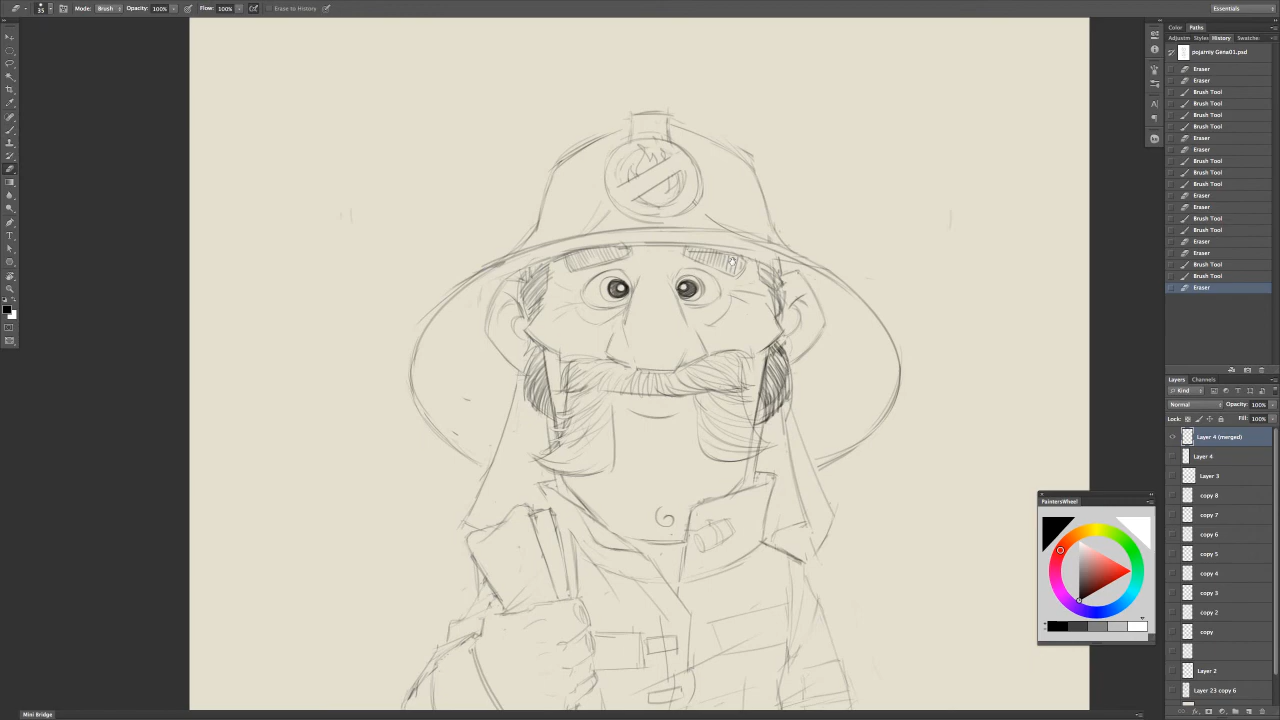 35 Mode: Brush Opacity: 100% Flow: 100% Erase to History Essentials
Color Paths
Adjustm Styles History Swatche
pojarniy Gena01.psd
Eraser
Eraser
Brush Tool
Brush Tool
Brush Tool
Brush Tool
Eraser
Eraser
Brush Tool
Brush Tool
Brush Tool
Eraser
Eraser
Brush Tool
Brush Tool
Eraser
Eraser
Brush Tool
Brush Tool
Eraser
Layers Channels
Kind
Normal Opacity: 100%
Lock: Fill: 100%
Layer 4 (merged)
Layer 4
Layer 3
copy 8
copy 7
copy 6
copy 5
copy 4
copy 3
copy 2
copy
Layer 2
Layer 23 copy 6
PaintersWheel
Mini Bridge